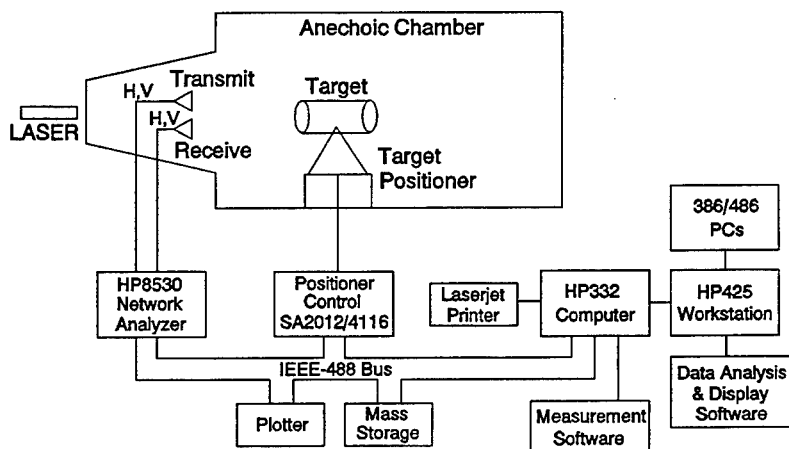 Anechoic Chamber
H,V
Transmit
H,V
Receive
LASER
Target
Target
Positioner
386/486
PCs
HP8530
Network
Analyzer
Positioner
Control
SA2012/4116
Laserjet
Printer
HP332
Computer
HP425
Workstation
IEEE-488 Bus
Plotter
Mass
Storage
Measurement
Software
Data Analysis
& Display
Software